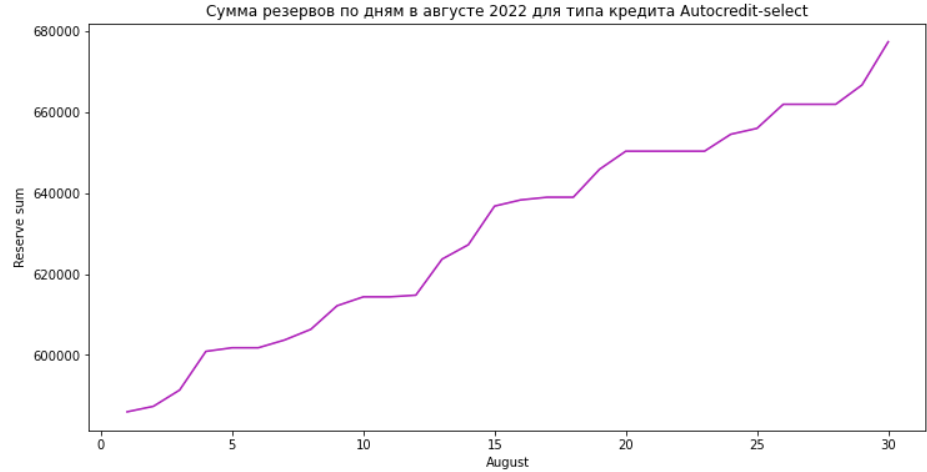 Сумма резервов по дням в августе 2022 для типа кредита Autocredit-select
680000
660000
640000
620000
600000
Reserve sum
0 5 10 15 20 25 30
August